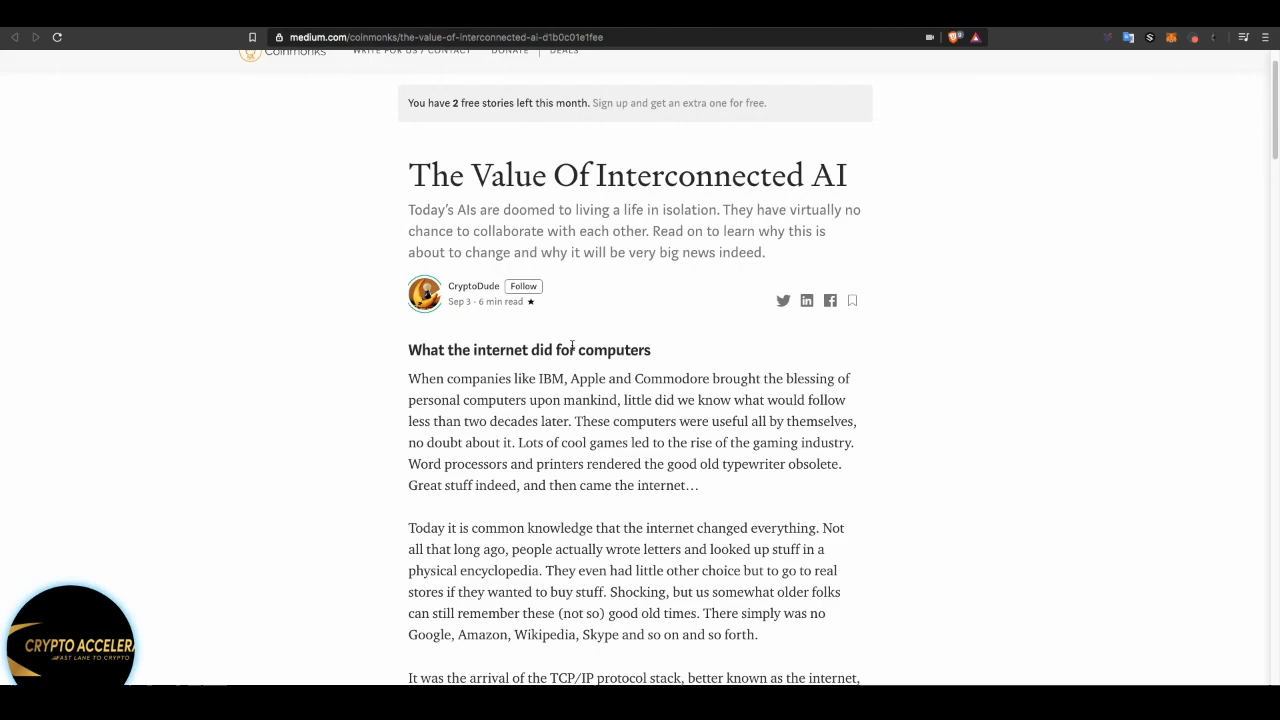 medium.com/coinmonks/the-value-of-interconnected-ai-d1b0c01e1fee
Coinmonks WRITE FOR US / CONTACT DONATE DEALS
You have 2 free stories left this month. Sign up and get an extra one for free.
The Value Of Interconnected AI
Today's AIs are doomed to living a life in isolation. They have virtually no
chance to collaborate with each other. Read on to learn why this is
about to change and why it will be very big news indeed.
CryptoDude Follow
Sep 3 · 6 min read ★
What the internet did for computers
When companies like IBM, Apple and Commodore brought the blessing of
personal computers upon mankind, little did we know what would follow
less than two decades later. These computers were useful all by themselves,
no doubt about it. Lots of cool games led to the rise of the gaming industry.
Word processors and printers rendered the good old typewriter obsolete.
Great stuff indeed, and then came the internet…
Today it is common knowledge that the internet changed everything. Not
all that long ago, people actually wrote letters and looked up stuff in a
physical encyclopedia. They even had little other choice but to go to real
stores if they wanted to buy stuff. Shocking, but us somewhat older folks
can still remember these (not so) good old times. There simply was no
Google, Amazon, Wikipedia, Skype and so on and so forth.
It was the arrival of the TCP/IP protocol stack, better known as the internet,
CRYPTO ACCELERA
FAST LANE TO CRYPTO